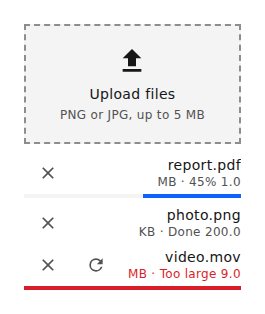 Upload files
PNG or JPG, up to 5 MB
report.pdf
MB · 45% 1.0
photo.png
KB · Done 200.0
video.mov
MB · Too large 9.0